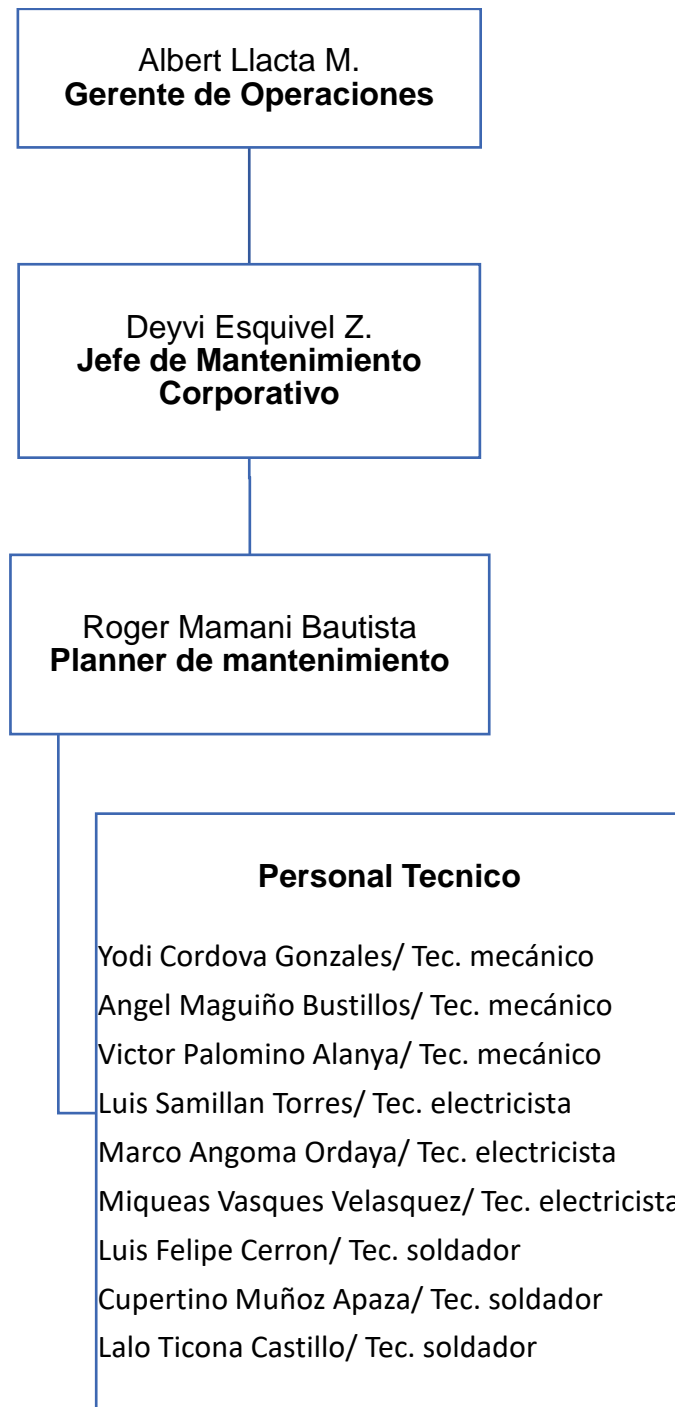 Albert Llacta M.
Gerente de Operaciones
Deyvi Esquivel Z.
Jefe de Mantenimiento
Corporativo
Roger Mamani Bautista
Planner de mantenimiento
Personal Tecnico
Yodi Cordova Gonzales/ Tec. mecánico
Angel Maguiño Bustillos/ Tec. mecánico
Victor Palomino Alanya/ Tec. mecánico
Luis Samillan Torres/ Tec. electricista
Marco Angoma Ordaya/ Tec. electricista
Miqueas Vasques Velasquez/ Tec. electricista
Luis Felipe Cerron/ Tec. soldador
Cupertino Muñoz Apaza/ Tec. soldador
Lalo Ticona Castillo/ Tec. soldador